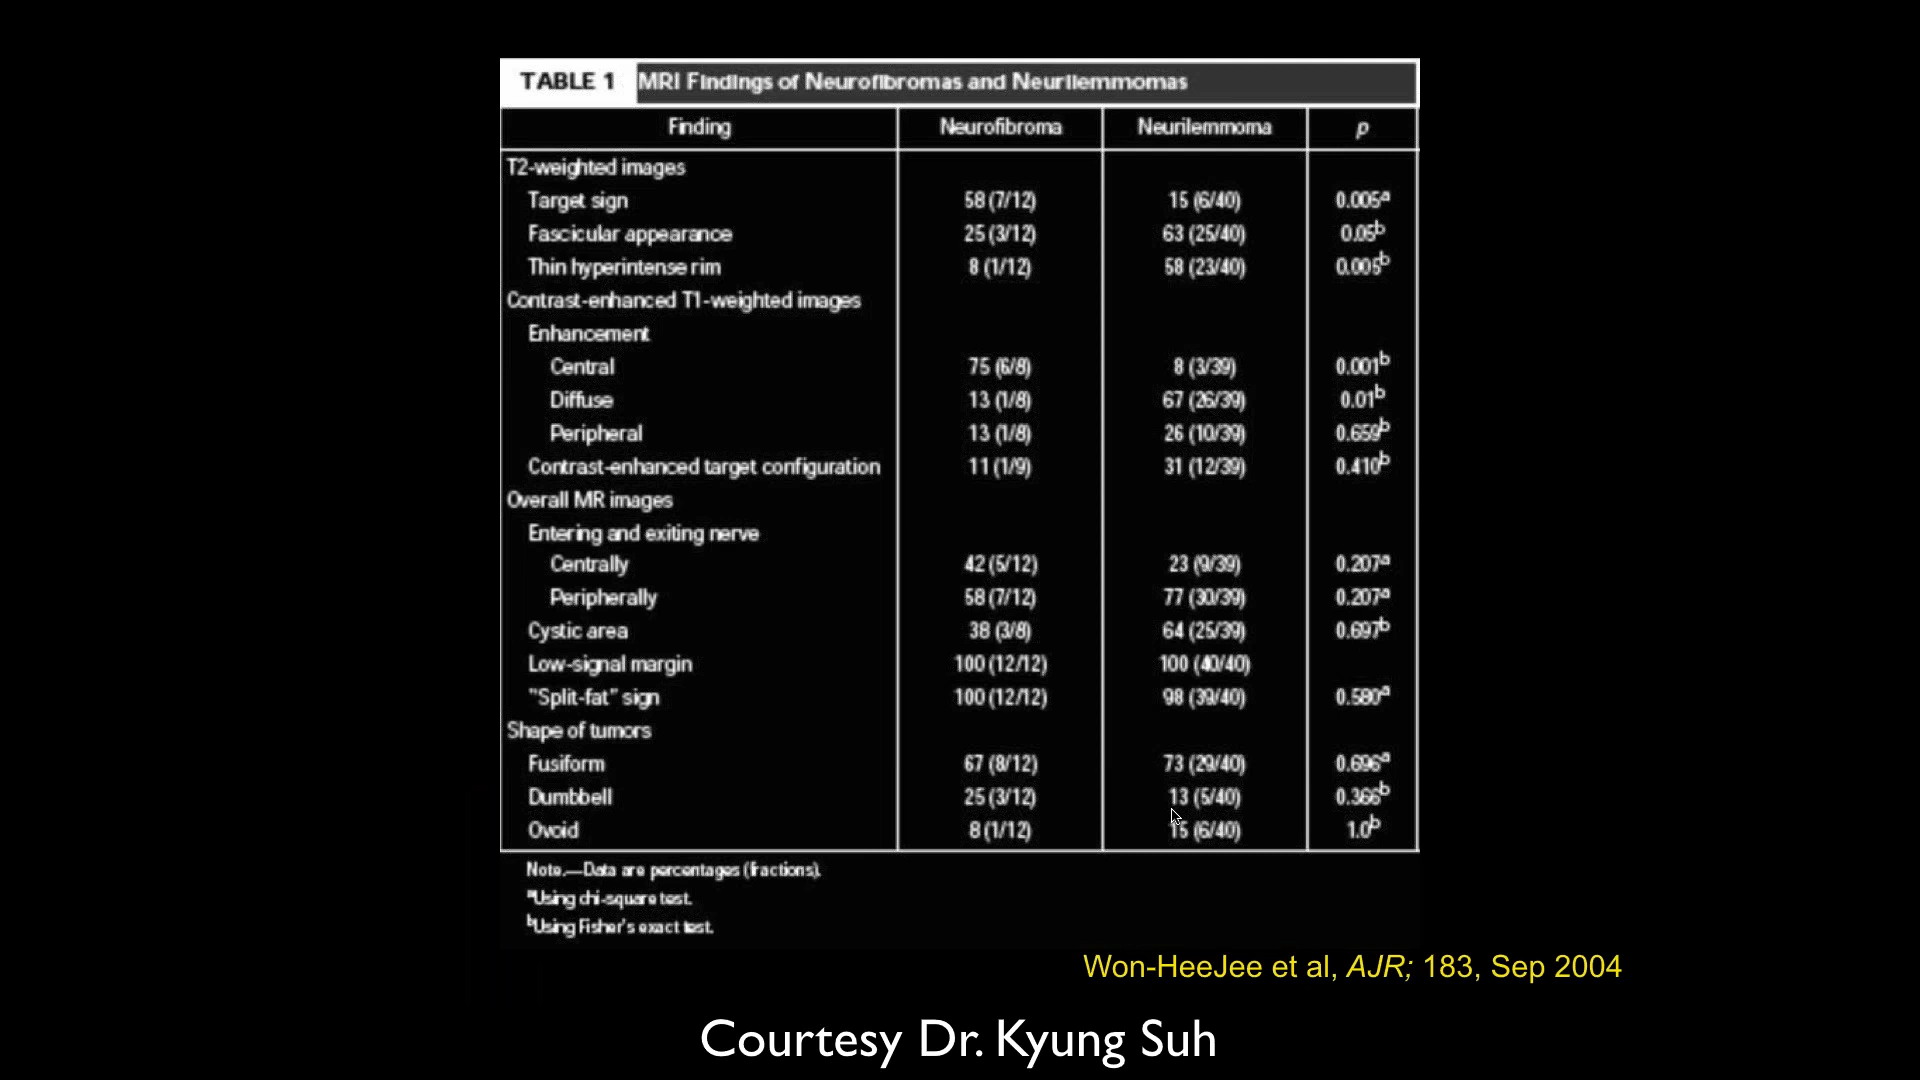 TABLE 1 MRI Findings of Neurofibromas and Neurilemmomas
Finding Neurofibroma Neurilemmoma p
T2-weighted images
Target sign 58 (7/12) 15 (6/40) 0.005a
Fascicular appearance 25 (3/12) 63 (25/40) 0.05b
Thin hyperintense rim 8 (1/12) 58 (23/40) 0.005b
Contrast-enhanced T1-weighted images
Enhancement
Central 75 (6/8) 8 (3/39) 0.001b
Diffuse 13 (1/8) 67 (26/39) 0.01b
Peripheral 13 (1/8) 26 (10/39) 0.659b
Contrast-enhanced target configuration 11 (1/9) 31 (12/39) 0.410b
Overall MR images
Entering and exiting nerve
Centrally 42 (5/12) 23 (9/39) 0.207a
Peripherally 58 (7/12) 77 (30/39) 0.207a
Cystic area 38 (3/8) 64 (25/39) 0.697b
Low-signal margin 100 (12/12) 100 (40/40)
"Split-fat" sign 100 (12/12) 98 (39/40) 0.580a
Shape of tumors
Fusiform 67 (8/12) 73 (29/40) 0.696a
Dumbbell 25 (3/12) 13 (5/40) 0.366b
Ovoid 8 (1/12) 15 (6/40) 1.0b
Note.—Data are percentages (fractions).
aUsing chi-square test.
bUsing Fisher's exact test.
Won-HeeJee et al, AJR; 183, Sep 2004
Courtesy Dr. Kyung Suh